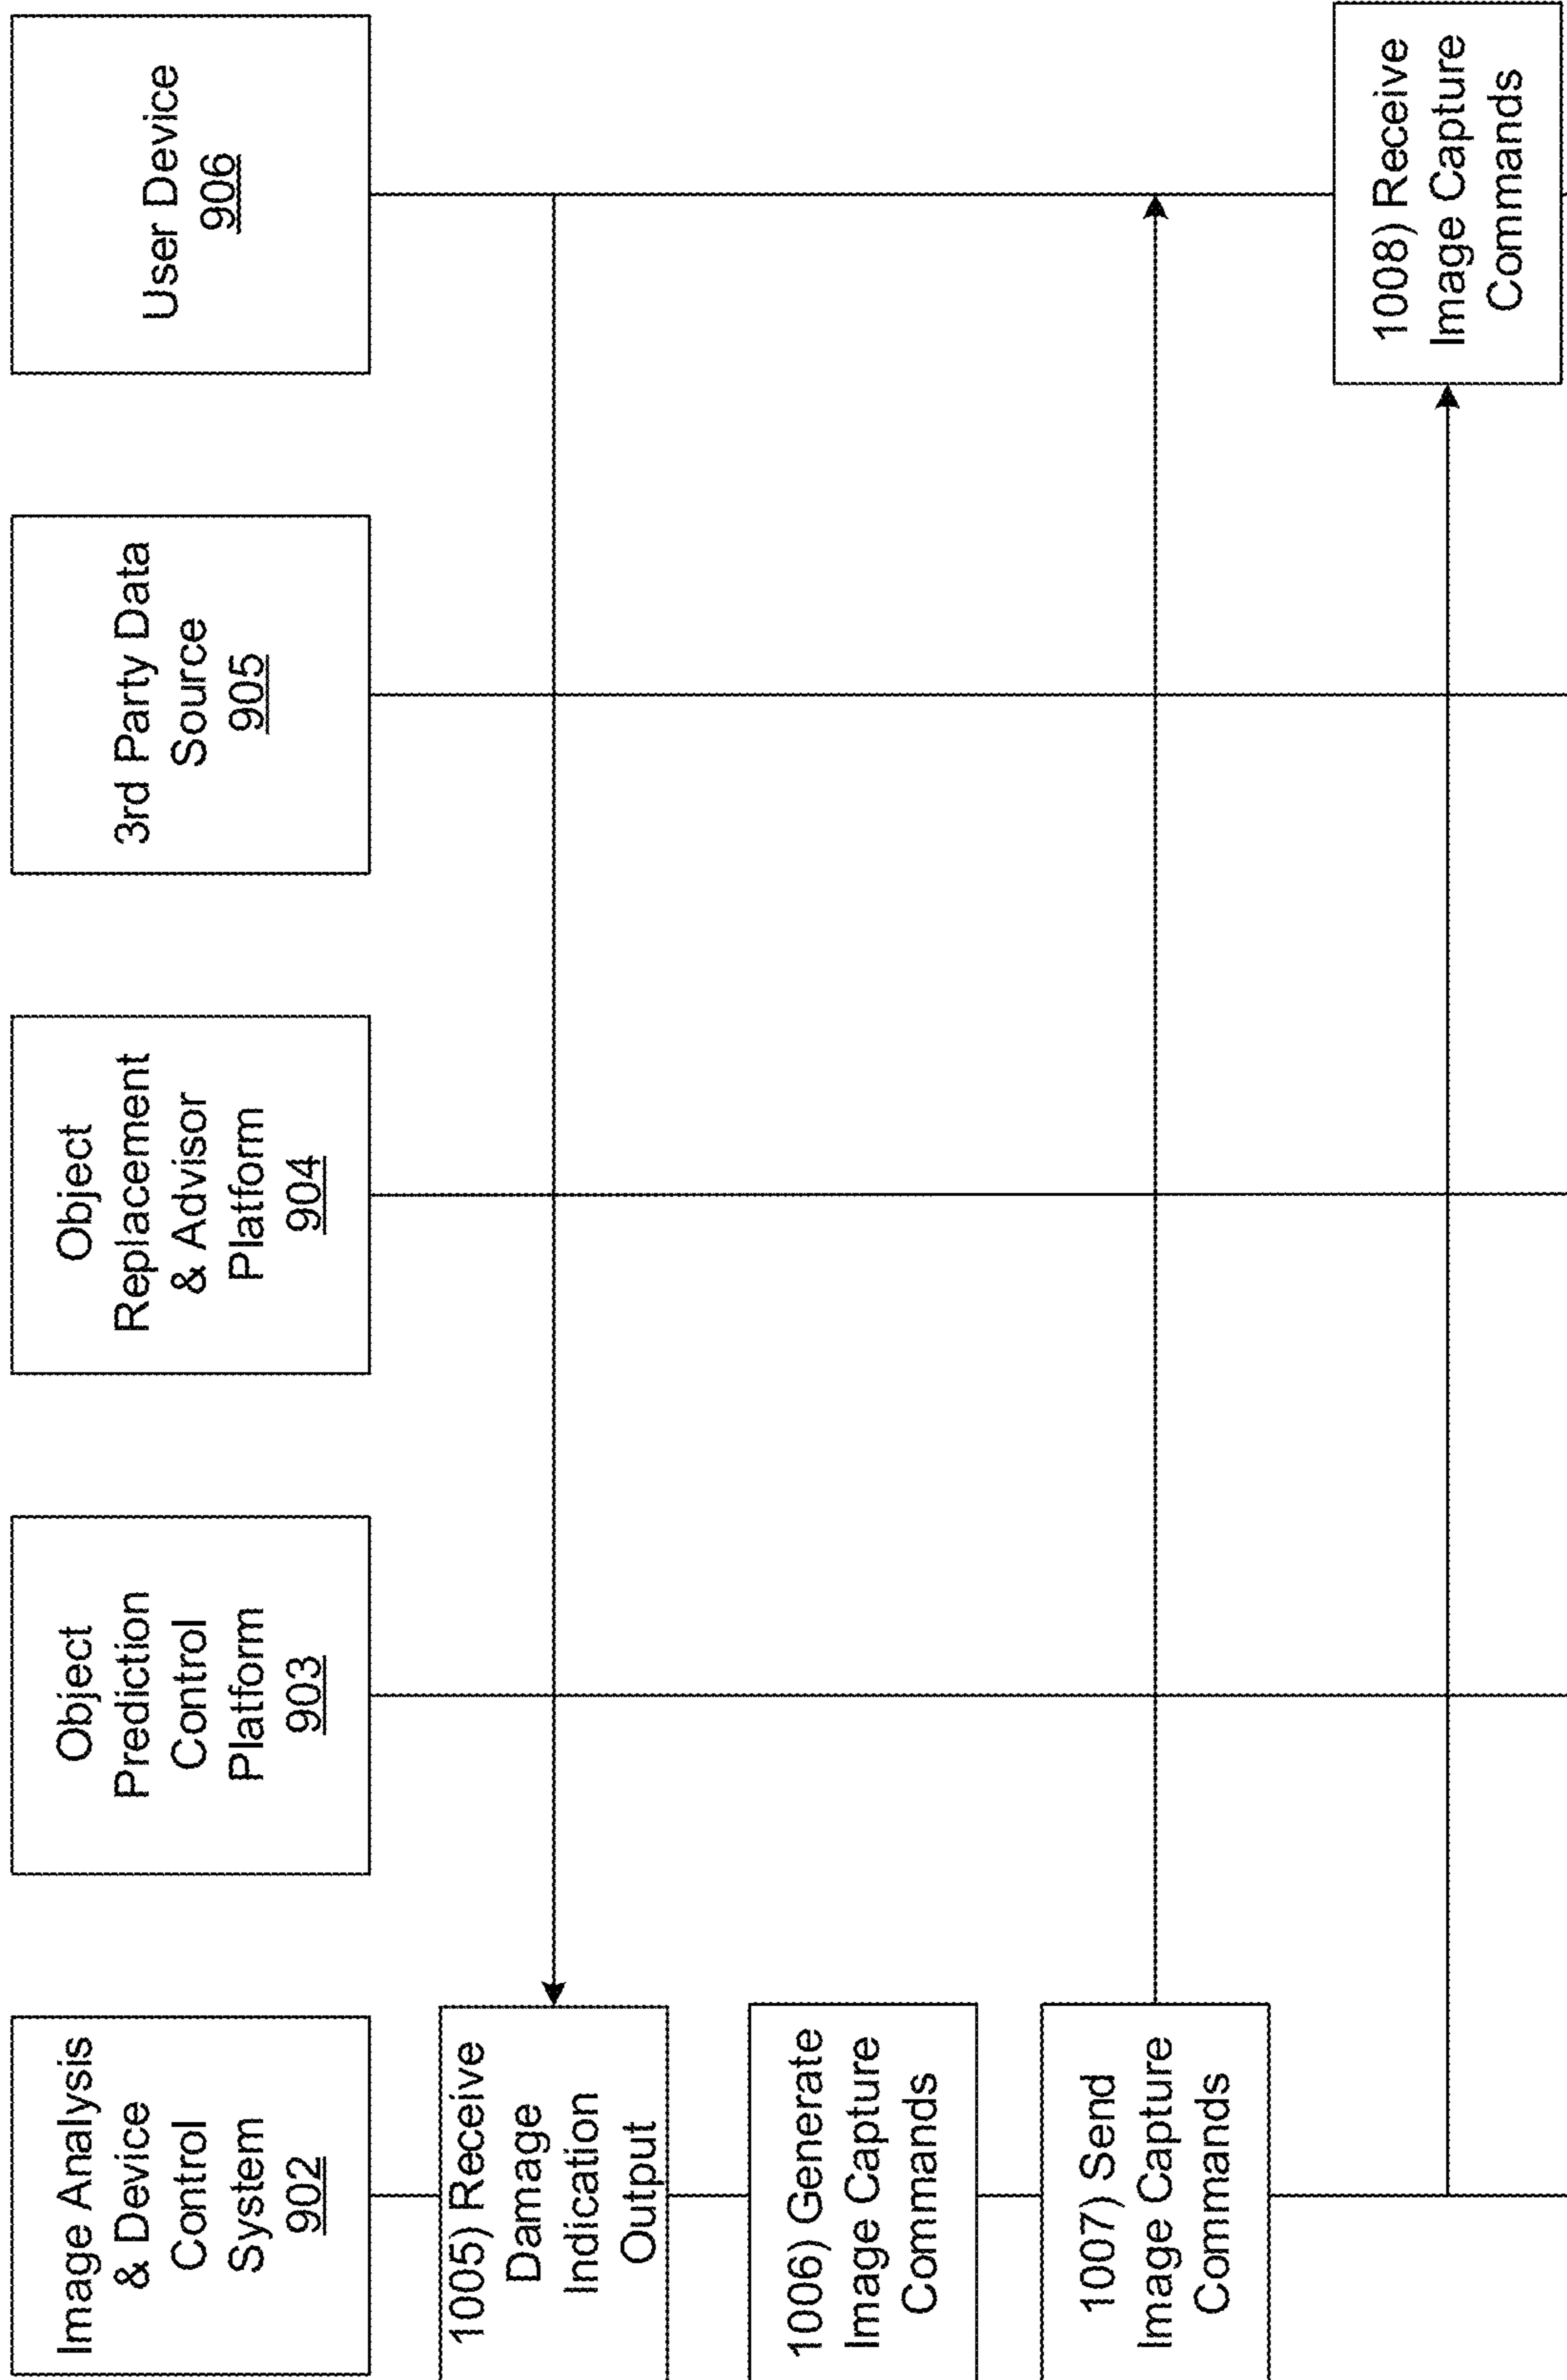 Image Analysis
& Device
Control
System
902
Object
Prediction
Control
Platform
903
Object
Replacement
& Advisor
Platform
904
3rd Party Data
Source
905
User Device
906
1005) Receive
Damage
Indication
Output
1006) Generate
Image Capture
Commands
1007) Send
Image Capture
Commands
1008) Receive
Image Capture
Commands